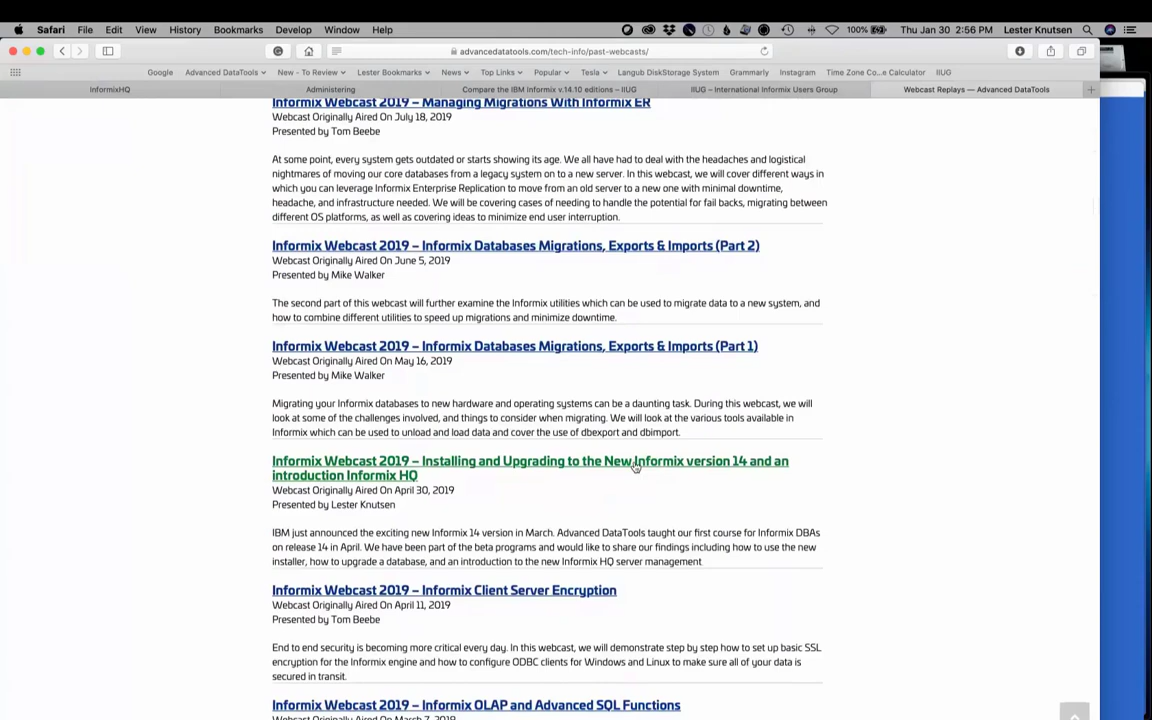 Safari File Edit View History Bookmarks Develop Window Help 100% Thu Jan 30 2:56 PM Lester Knutsen
advancedatatools.com/tech-info/past-webcasts/
Google Advanced DataTools New - To Review Lester Bookmarks News Top Links Popular Tesla Langub DiskStorage System Grammarly Instagram Time Zone Co...e Calculator IIUG
InformixHQ Administering Compare the IBM Informix v.14.10 editions – IIUG IIUG – International Informix Users Group Webcast Replays — Advanced DataTools
Informix Webcast 2019 – Managing Migrations With Informix ER
Webcast Originally Aired On July 18, 2019
Presented by Tom Beebe
At some point, every system gets outdated or starts showing its age. We all have had to deal with the headaches and logistical
nightmares of moving our core databases from a legacy system on to a new server. In this webcast, we will cover different ways in
which you can leverage Informix Enterprise Replication to move from an old server to a new one with minimal downtime,
headache, and infrastructure needed. We will be covering cases of needing to handle the potential for fail backs, migrating between
different OS platforms, as well as covering ideas to minimize end user interruption.
Informix Webcast 2019 – Informix Databases Migrations, Exports & Imports (Part 2)
Webcast Originally Aired On June 5, 2019
Presented by Mike Walker
The second part of this webcast will further examine the Informix utilities which can be used to migrate data to a new system, and
how to combine different utilities to speed up migrations and minimize downtime.
Informix Webcast 2019 – Informix Databases Migrations, Exports & Imports (Part 1)
Webcast Originally Aired On May 16, 2019
Presented by Mike Walker
Migrating your Informix databases to new hardware and operating systems can be a daunting task. During this webcast, we will
look at some of the challenges involved, and things to consider when migrating. We will look at the various tools available in
Informix which can be used to unload and load data and cover the use of dbexport and dbimport.
Informix Webcast 2019 – Installing and Upgrading to the New Informix version 14 and an
introduction Informix HQ
Webcast Originally Aired On April 30, 2019
Presented by Lester Knutsen
IBM just announced the exciting new Informix 14 version in March. Advanced DataTools taught our first course for Informix DBAs
on release 14 in April. We have been part of the beta programs and would like to share our findings including how to use the new
installer, how to upgrade a database, and an introduction to the new Informix HQ server management
Informix Webcast 2019 – Informix Client Server Encryption
Webcast Originally Aired On April 11, 2019
Presented by Tom Beebe
End to end security is becoming more critical every day. In this webcast, we will demonstrate step by step how to set up basic SSL
encryption for the Informix engine and how to configure ODBC clients for Windows and Linux to make sure all of your data is
secured in transit.
Informix Webcast 2019 – Informix OLAP and Advanced SQL Functions
Webcast Originally Aired On March 7, 2019